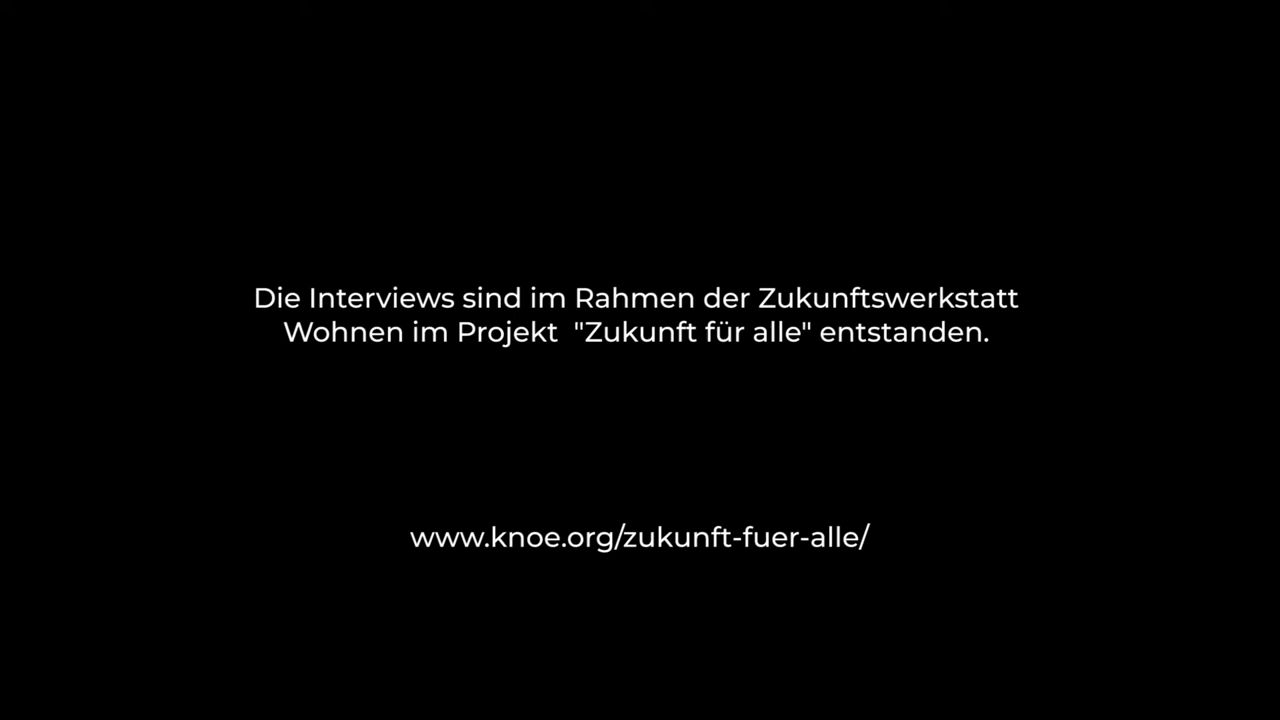 Die Interviews sind im Rahmen der Zukunftswerkstatt
Wohnen im Projekt  "Zukunft für alle" entstanden.
www.knoe.org/zukunft-fuer-alle/